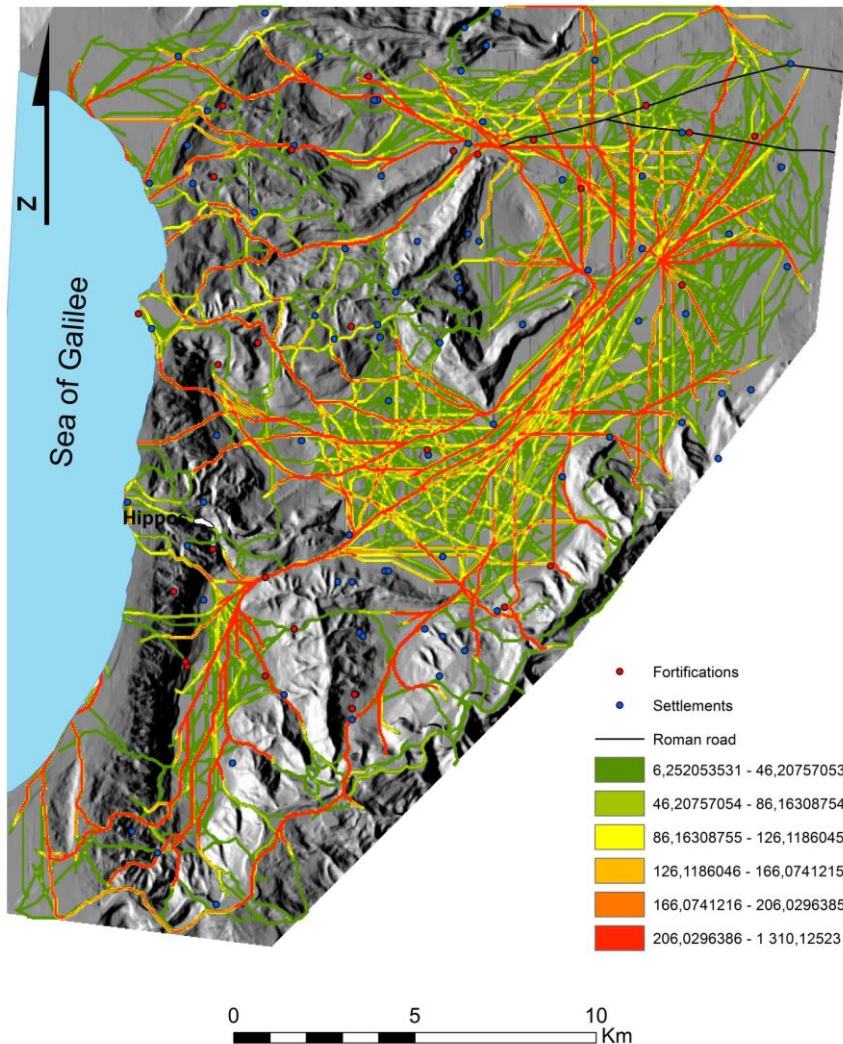 N
Sea of Galilee
Hippos
Fortifications
Settlements
Roman road
6,252053531 - 46,20757053
46,20757054 - 86,16308754
86,16308755 - 126,1186045
126,1186046 - 166,0741215
166,0741216 - 206,0296385
206,0296386 - 1 310,12523
0 5 10
Km